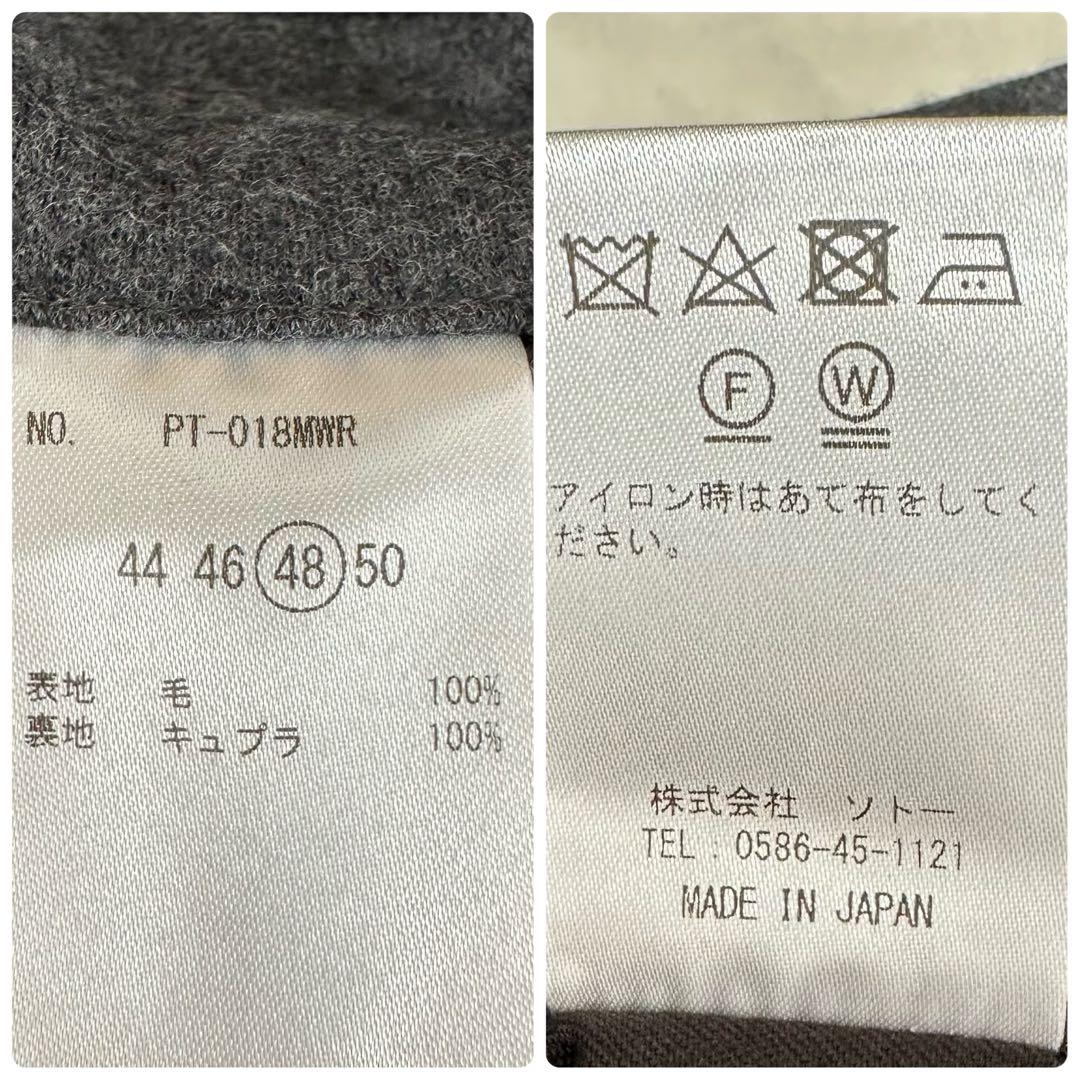 NO. PT-018MWR
44 46 48 50
表地 毛 100%
裏地 キュプラ 100%
F W
アイロン時はあて布をしてく
ださい。
株式会社 ソトー
TEL : 0586-45-1121
MADE IN JAPAN